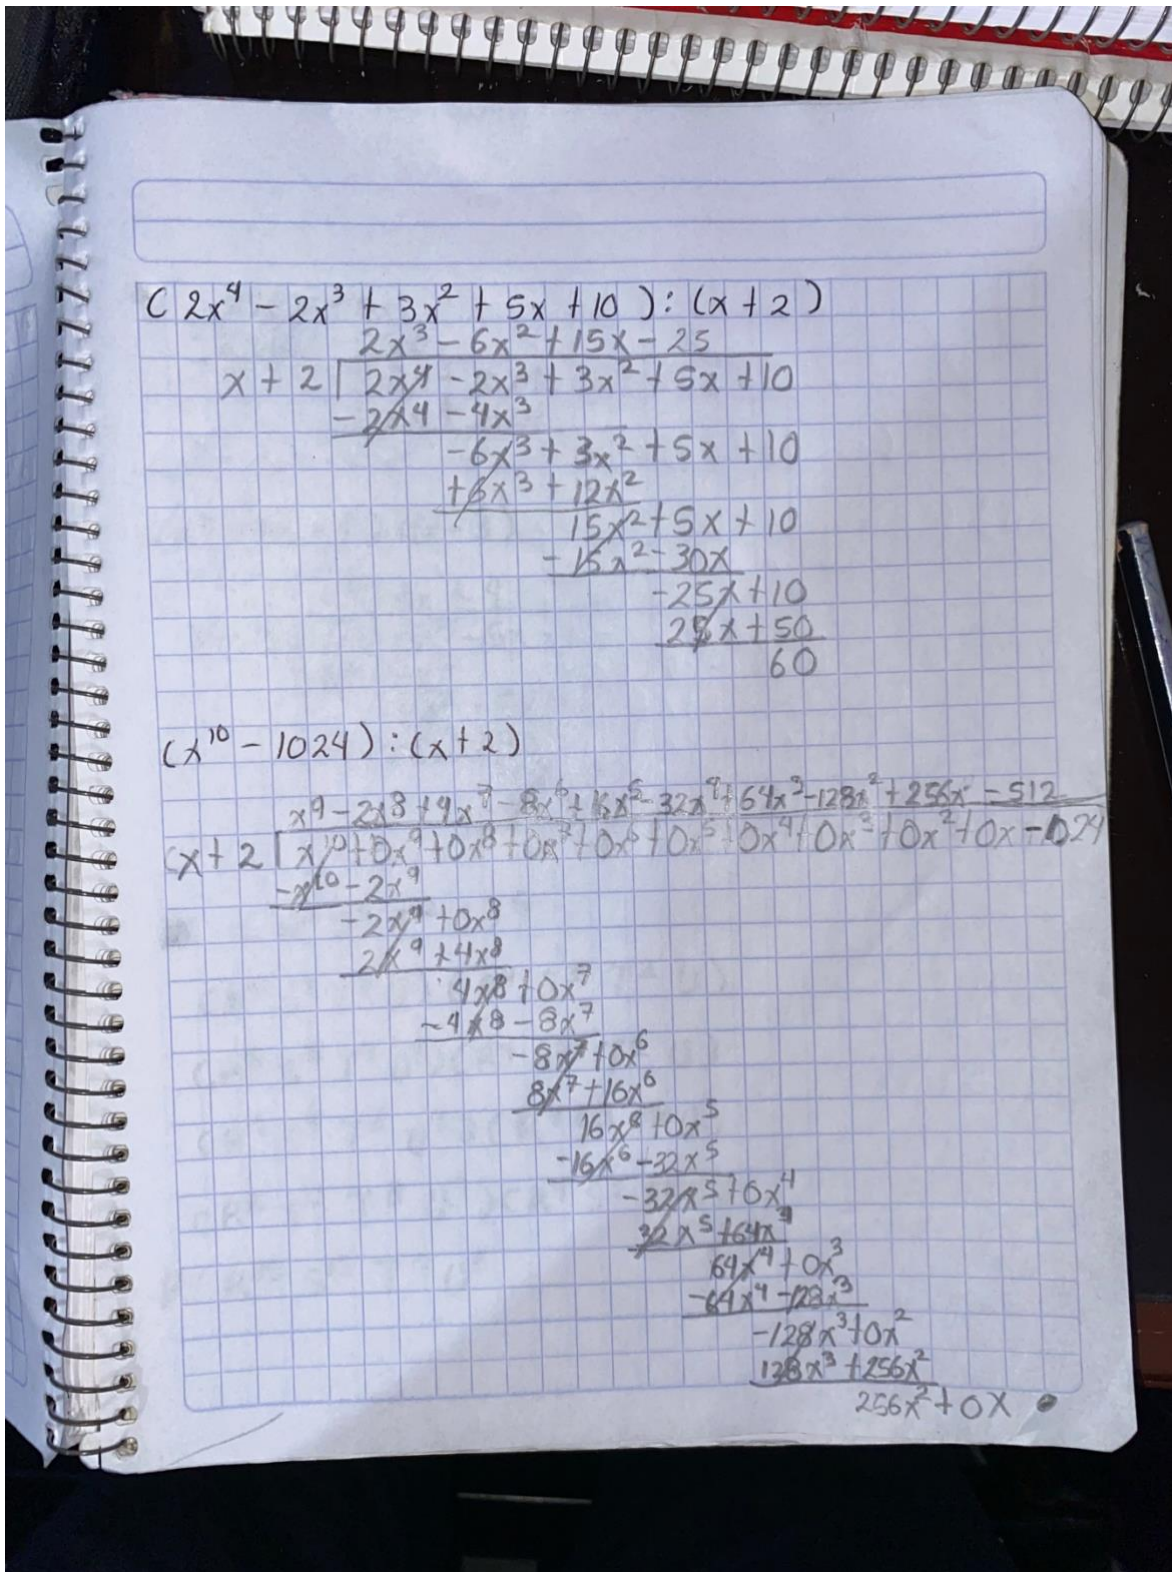 (2x⁴ - 2x³ + 3x² + 5x + 10) : (x + 2)
2x³ - 6x² + 15x - 25
x + 2 | 2x⁴ - 2x³ + 3x² + 5x + 10
- 2x⁴ - 4x³
-6x³ + 3x² + 5x + 10
+6x³ + 12x²
15x² + 5x + 10
- 15x² - 30x
-25x + 10
25x + 50
60
(x¹⁰ - 1024) : (x + 2)
x⁹ - 2x⁸ + 4x⁷ - 8x⁶ + 16x⁵ - 32x⁴ + 64x³ - 128x² + 256x - 512
x + 2 | x¹⁰ + 0x⁹ + 0x⁸ + 0x⁷ + 0x⁶ + 0x⁵ + 0x⁴ + 0x³ + 0x² + 0x - 1024
-x¹⁰ - 2x⁹
-2x⁹ + 0x⁸
2x⁹ + 4x⁸
4x⁸ + 0x⁷
-4x⁸ - 8x⁷
-8x⁷ + 0x⁶
8x⁷ + 16x⁶
16x⁸ + 0x⁵
-16x⁶ - 32x⁵
-32x⁵ + 0x⁴
32x⁵ + 64x⁴
64x⁴ + 0x³
-64x⁴ - 128x³
-128x³ + 0x²
128x³ + 256x²
256x² + 0x